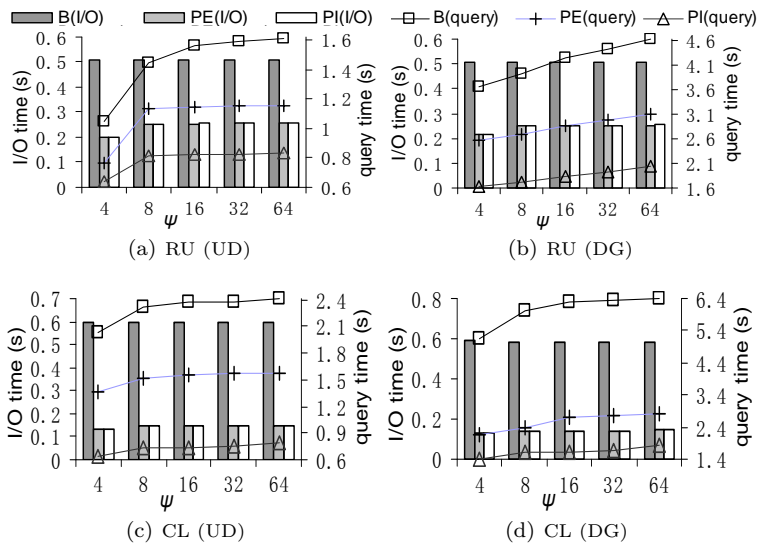 B(I/O) PE(I/O) PI(I/O) B(query) PE(query) PI(query)
I/O time (s)
0.6
0.5
0.4
0.3
0.2
0.1
0
4 8 16 32 64
ψ
1.6
1.4
1.2
1
0.8
0.6
query time (s)
(a) RU (UD)
I/O time (s)
0.6
0.5
0.4
0.3
0.2
0.1
0
4 8 16 32 64
ψ
4.6
4.1
3.6
3.1
2.6
2.1
1.6
query time (s)
(b) RU (DG)
I/O time (s)
0.7
0.6
0.5
0.4
0.3
0.2
0.1
0
4 8 16 32 64
ψ
2.4
2.1
1.8
1.5
1.2
0.9
0.6
query time (s)
(c) CL (UD)
I/O time (s)
0.8
0.6
0.4
0.2
0
4 8 16 32 64
ψ
6.4
5.4
4.4
3.4
2.4
1.4
query time (s)
(d) CL (DG)